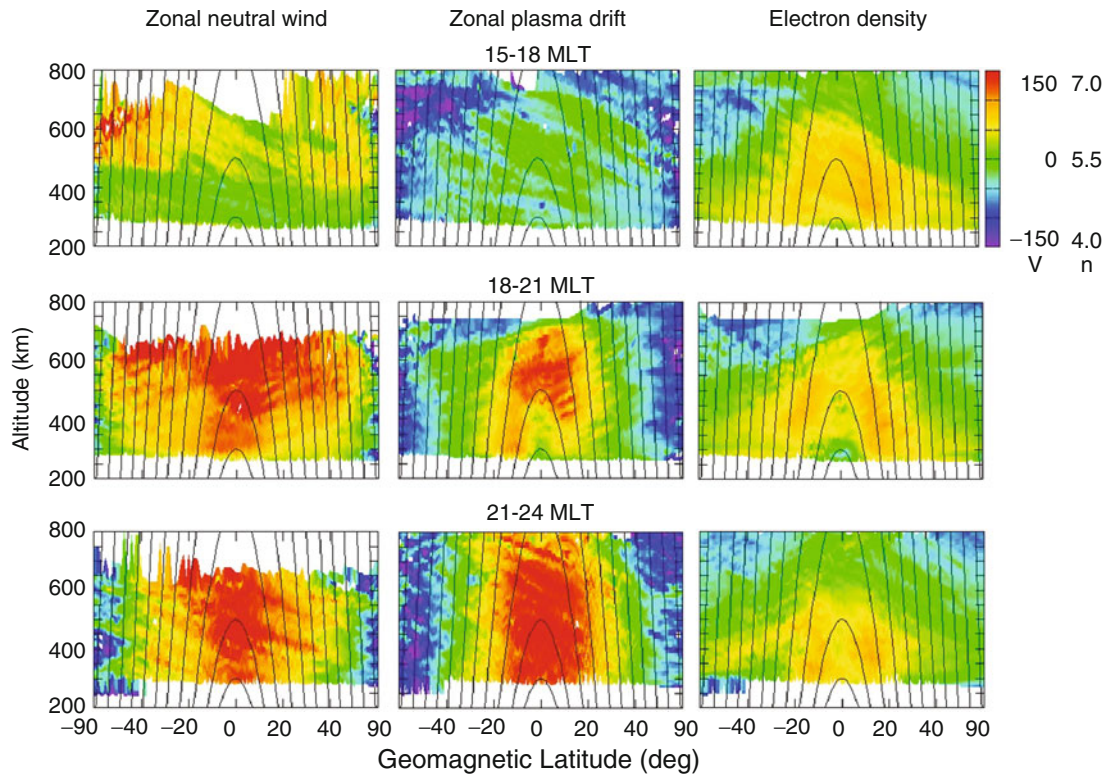 Zonal neutral wind Zonal plasma drift Electron density
15-18 MLT
800
600
400
200
150 7.0
0 5.5
−150 4.0
V n
18-21 MLT
800
600
400
200
Altitude (km)
21-24 MLT
800
600
400
200
−90 −40 −20 0 20 40 90 −40 −20 0 20 40 90 −40 −20 0 20 40 90
Geomagnetic Latitude (deg)